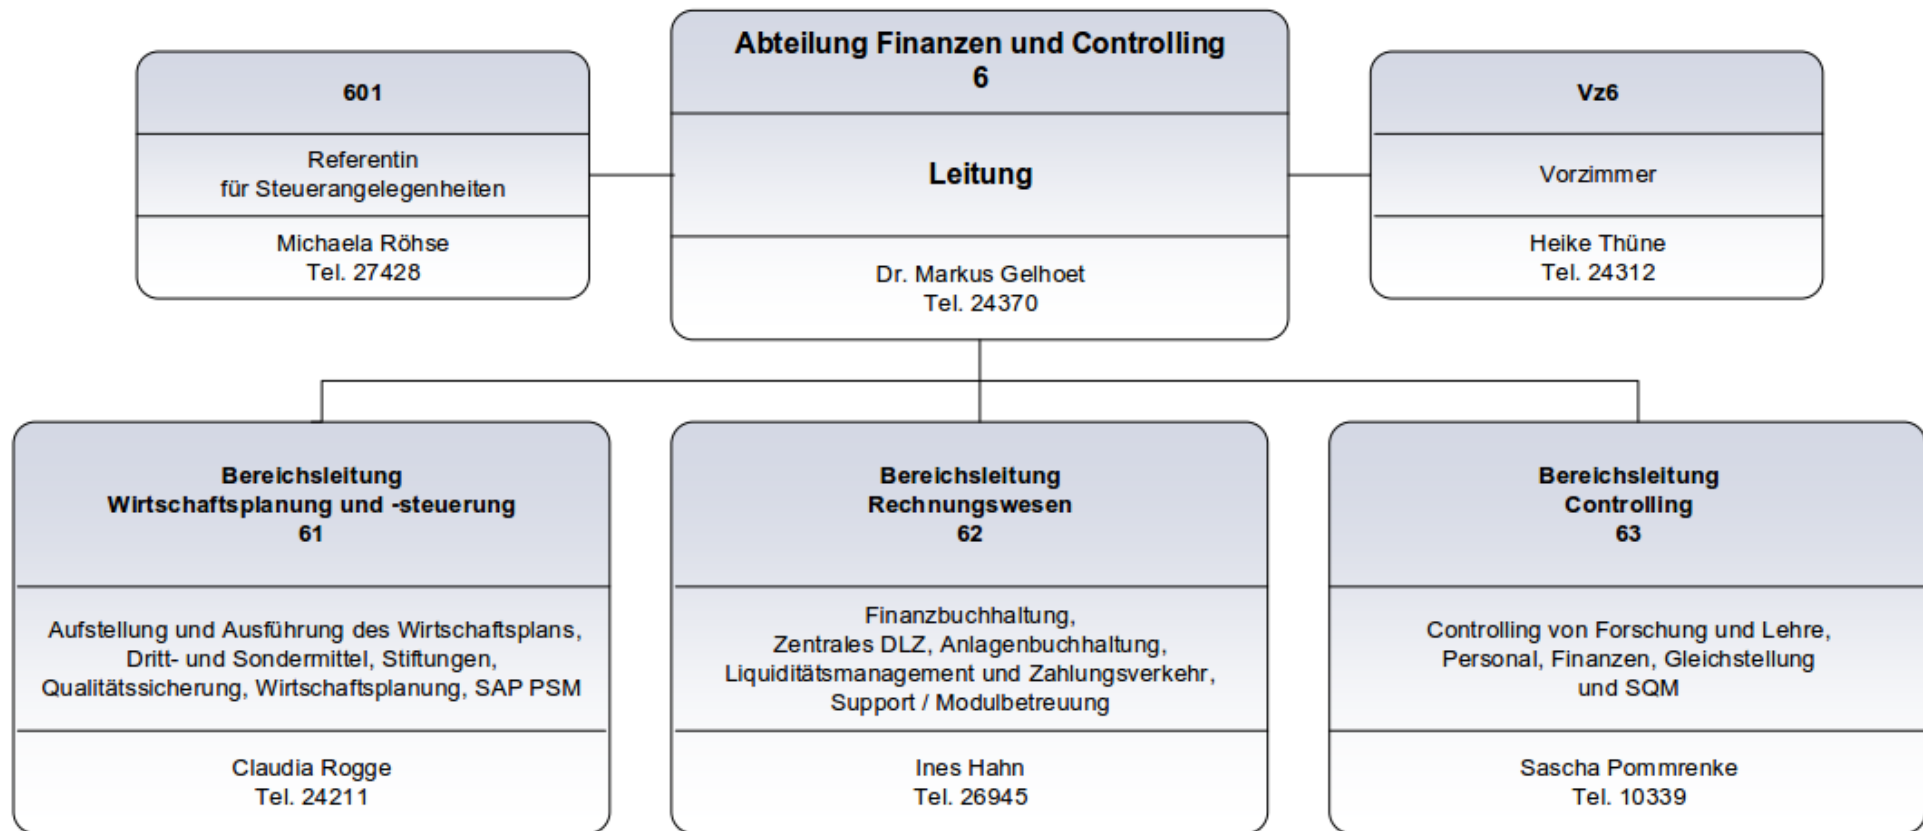 Abteilung Finanzen und Controlling
6
Leitung
Dr. Markus Gelhoet
Tel. 24370
601
Referentin
für Steuerangelegenheiten
Michaela Röhse
Tel. 27428
Vz6
Vorzimmer
Heike Thüne
Tel. 24312
Bereichsleitung
Wirtschaftsplanung und -steuerung
61
Aufstellung und Ausführung des Wirtschaftsplans,
Dritt- und Sondermittel, Stiftungen,
Qualitätssicherung, Wirtschaftsplanung, SAP PSM
Claudia Rogge
Tel. 24211
Bereichsleitung
Rechnungswesen
62
Finanzbuchhaltung,
Zentrales DLZ, Anlagenbuchhaltung,
Liquiditätsmanagement und Zahlungsverkehr,
Support / Modulbetreuung
Ines Hahn
Tel. 26945
Bereichsleitung
Controlling
63
Controlling von Forschung und Lehre,
Personal, Finanzen, Gleichstellung
und SQM
Sascha Pommrenke
Tel. 10339